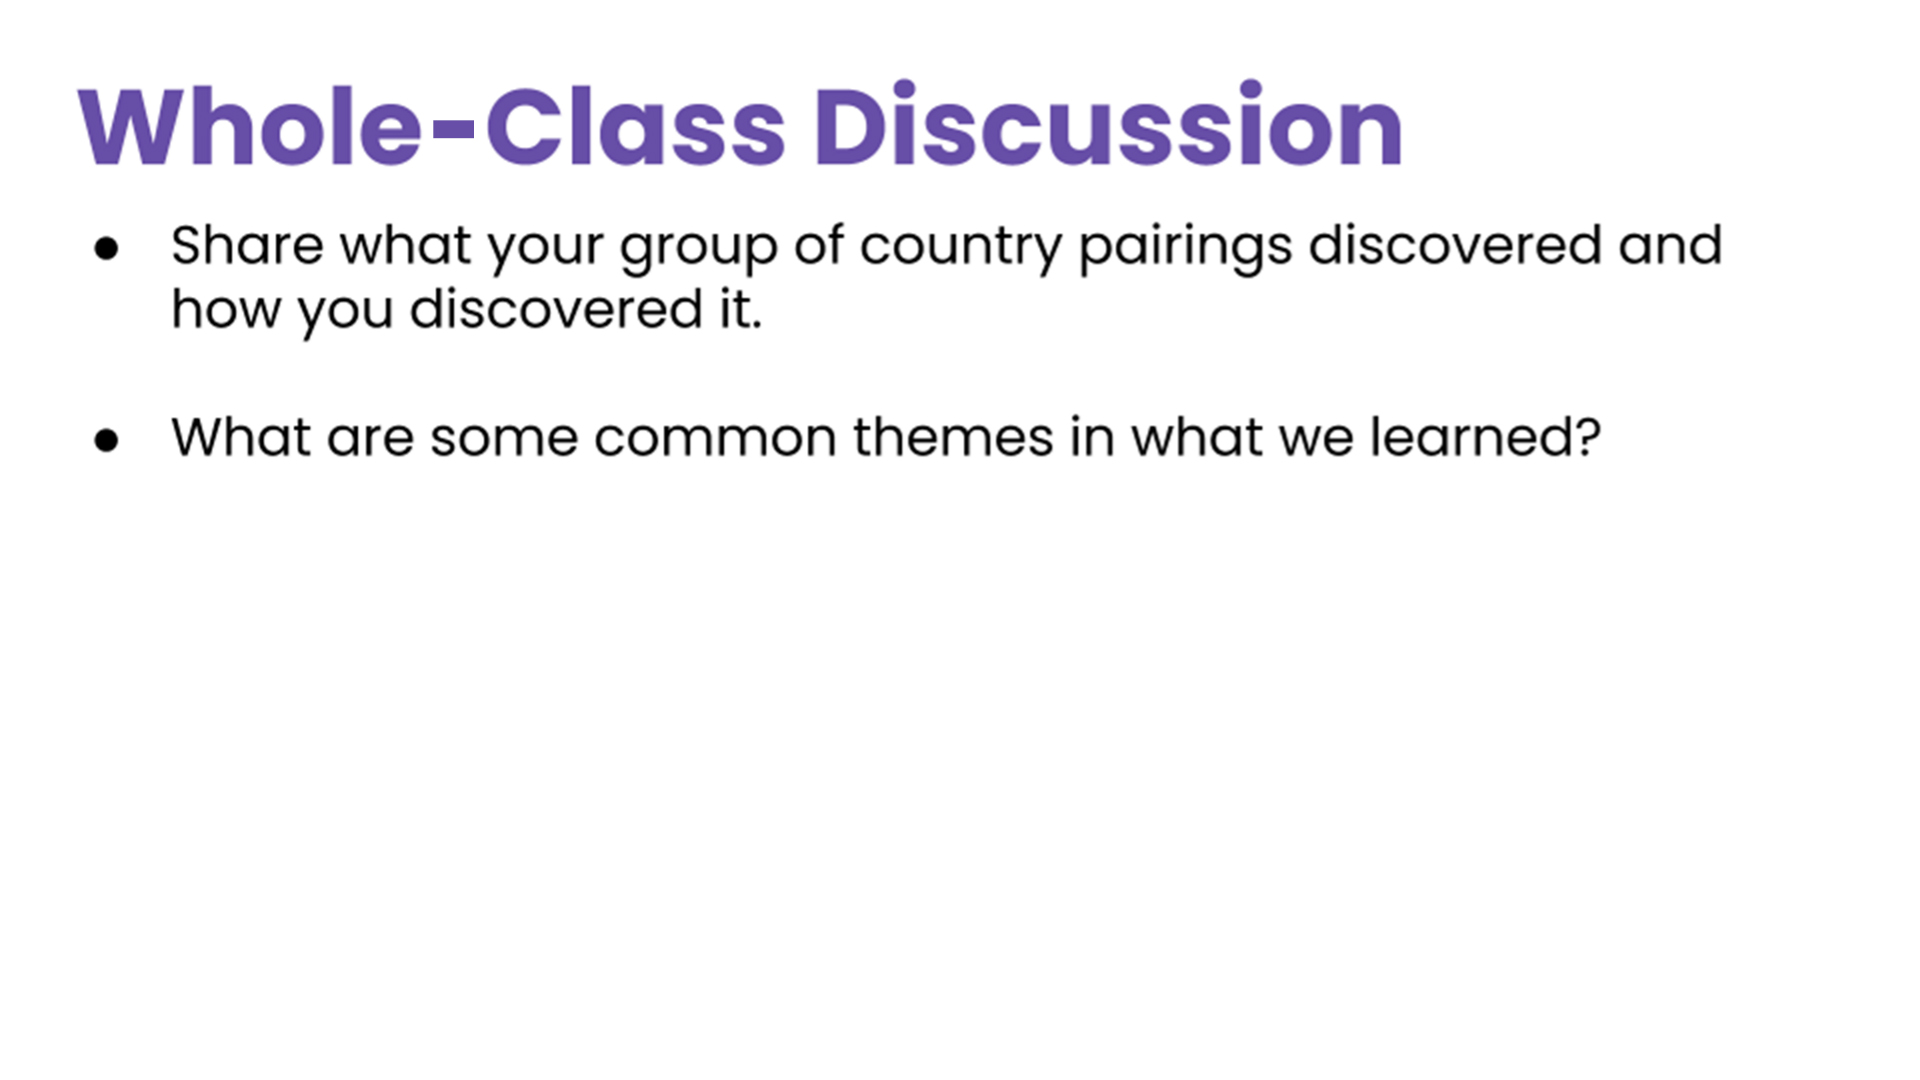 Whole-Class Discussion
● Share what your group of country pairings discovered and
how you discovered it.
● What are some common themes in what we learned?